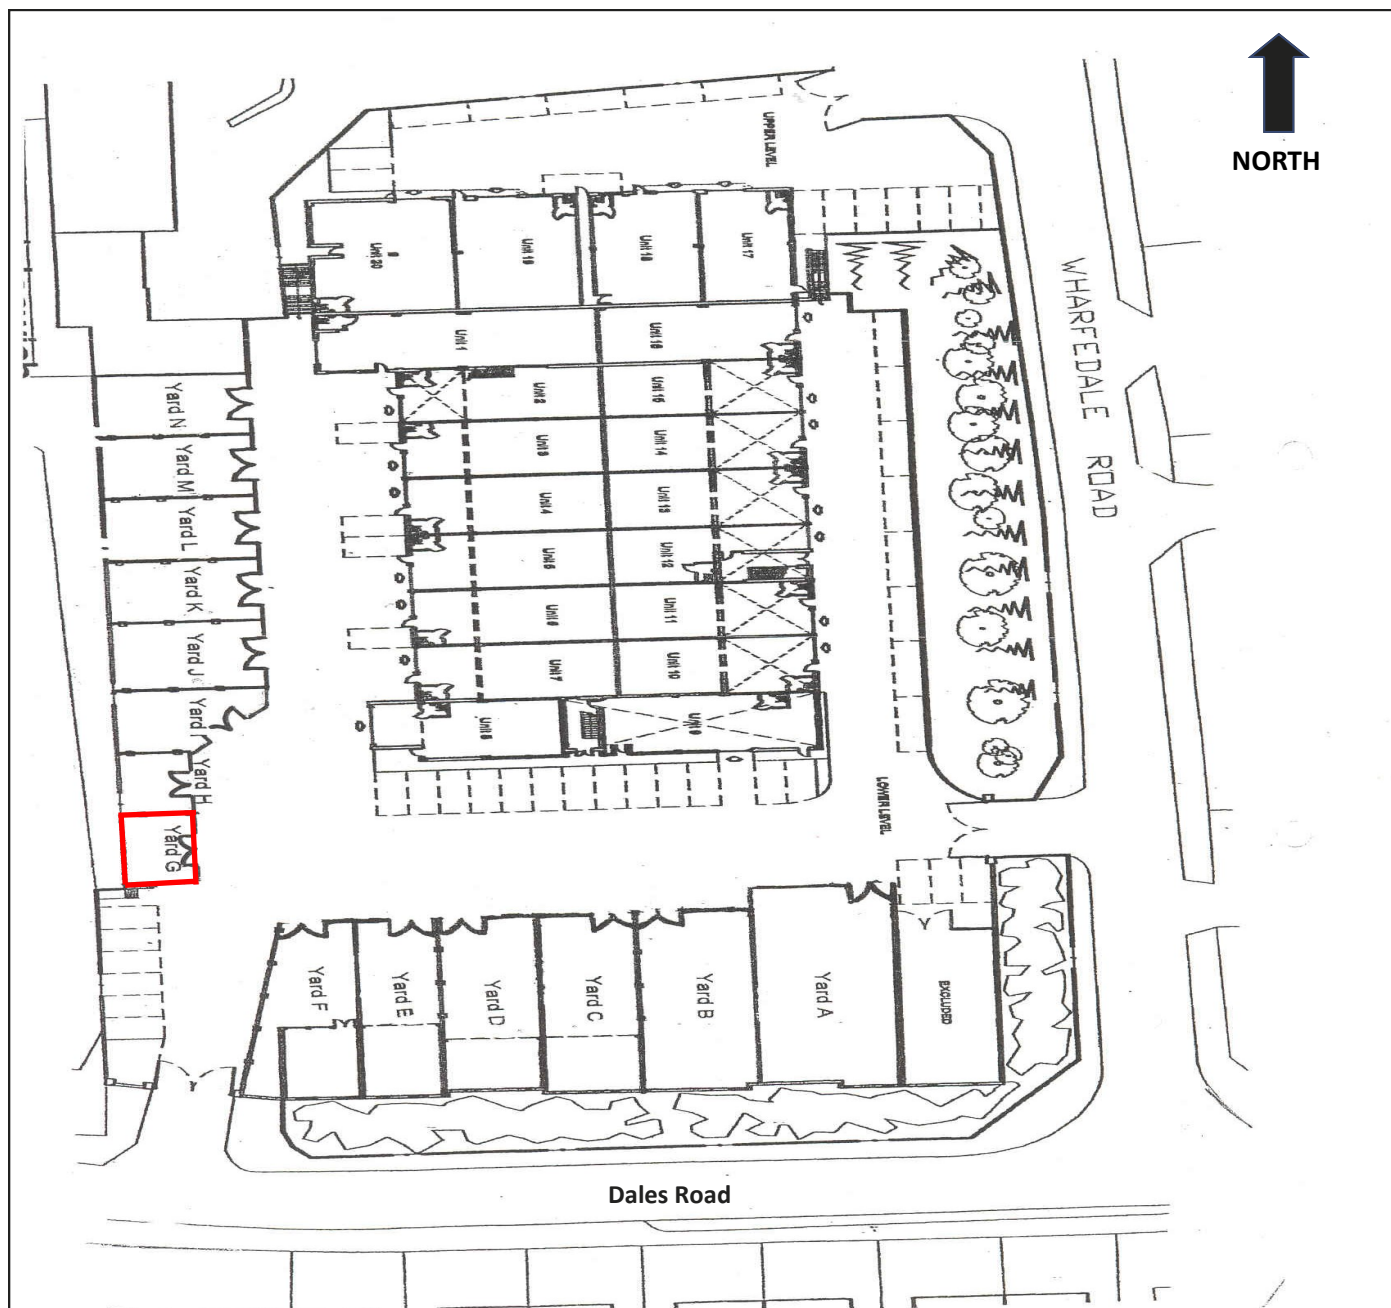 NORTH
UPPER LEVEL
WHARFEDALE ROAD
Unit 20
Unit 19
Unit 18
Unit 17
Unit 1
Unit 16
Unit 2
Unit 15
Unit 3
Unit 14
Unit 4
Unit 13
Unit 5
Unit 12
Unit 6
Unit 11
Unit 7
Unit 10
Unit 8
Unit 9
Yard N
Yard M
Yard L
Yard K
Yard J
Yard I
Yard H
Yard G
LOWER LEVEL
Yard F
Yard E
Yard D
Yard C
Yard B
Yard A
EXCLUDED
Dales Road